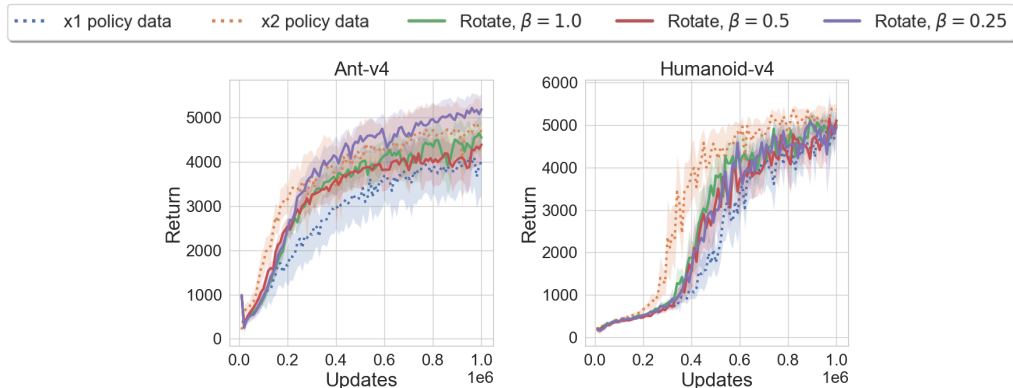 x1 policy data x2 policy data Rotate, β = 1.0 Rotate, β = 0.5 Rotate, β = 0.25
Ant-v4
Return
5000
4000
3000
2000
1000
0
0.0 0.2 0.4 0.6 0.8 1.0
Updates 1e6
Humanoid-v4
Return
6000
5000
4000
3000
2000
1000
0
0.0 0.2 0.4 0.6 0.8 1.0
Updates 1e6